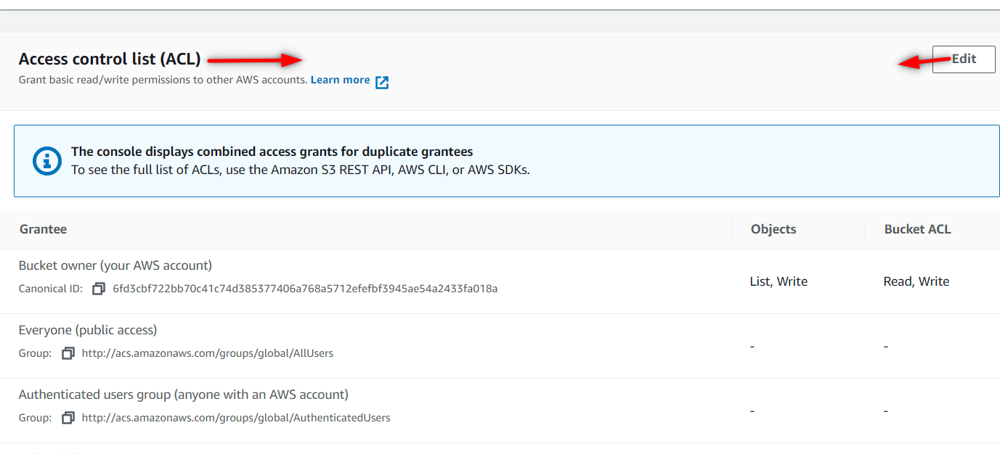 Access control list (ACL)
Edit
Grant basic read/write permissions to other AWS accounts. Learn more
The console displays combined access grants for duplicate grantees
To see the full list of ACLs, use the Amazon S3 REST API, AWS CLI, or AWS SDKs.
Grantee Objects Bucket ACL
Bucket owner (your AWS account)
List, Write Read, Write
Canonical ID: 6fd3cbf722bb70c41c74d385377406a768a5712efefbf3945ae54a2433fa018a
Everyone (public access)
- -
Group: http://acs.amazonaws.com/groups/global/AllUsers
Authenticated users group (anyone with an AWS account)
- -
Group: http://acs.amazonaws.com/groups/global/AuthenticatedUsers